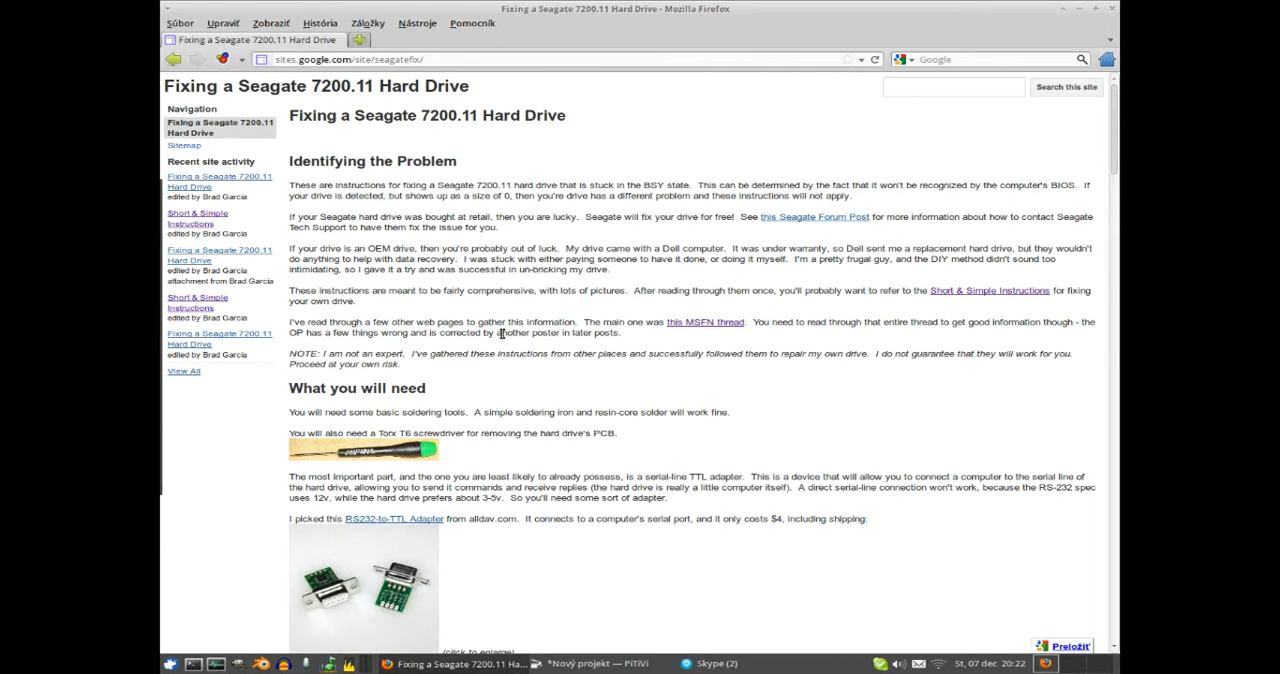 Fixing a Seagate 7200.11 Hard Drive - Mozilla Firefox
Súbor Upraviť Zobraziť História Záložky Nástroje Pomocník
Fixing a Seagate 7200.11 Hard Drive
sites.google.com/site/seagatefix/
Google
Fixing a Seagate 7200.11 Hard Drive
Search this site
Navigation
Fixing a Seagate 7200.11
Hard Drive
Sitemap
Recent site activity
Fixing a Seagate 7200.11
Hard Drive
edited by Brad Garcia
Short & Simple
Instructions
edited by Brad Garcia
Fixing a Seagate 7200.11
Hard Drive
edited by Brad Garcia
attachment from Brad Garcia
Short & Simple
Instructions
edited by Brad Garcia
Fixing a Seagate 7200.11
Hard Drive
edited by Brad Garcia
View All
Fixing a Seagate 7200.11 Hard Drive
Identifying the Problem
These are instructions for fixing a Seagate 7200.11 hard drive that is stuck in the BSY state. This can be determined by the fact that it won't be recognized by the computer's BIOS. If
your drive is detected, but shows up as a size of 0, then you're drive has a different problem and these instructions will not apply.
If your Seagate hard drive was bought at retail, then you are lucky. Seagate will fix your drive for free! See this Seagate Forum Post for more information about how to contact Seagate
Tech Support to have them fix the issue for you.
If your drive is an OEM drive, then you're probably out of luck. My drive came with a Dell computer. It was under warranty, so Dell sent me a replacement hard drive, but they wouldn't
do anything to help with data recovery. I was stuck with either paying someone to have it done, or doing it myself. I'm a pretty frugal guy, and the DIY method didn't sound too
intimidating, so I gave it a try and was successful in un-bricking my drive.
These instructions are meant to be fairly comprehensive, with lots of pictures. After reading through them once, you'll probably want to refer to the Short & Simple Instructions for fixing
your own drive.
I've read through a few other web pages to gather this information. The main one was this MSFN thread. You need to read through that entire thread to get good information though - the
OP has a few things wrong and is corrected by another poster in later posts.
NOTE: I am not an expert. I've gathered these instructions from other places and successfully followed them to repair my own drive. I do not guarantee that they will work for you.
Proceed at your own risk.
What you will need
You will need some basic soldering tools. A simple soldering iron and resin-core solder will work fine.
You will also need a Torx T6 screwdriver for removing the hard drive's PCB.
The most important part, and the one you are least likely to already possess, is a serial-line TTL adapter. This is a device that will allow you to connect a computer to the serial line of
the hard drive, allowing you to send it commands and receive replies (the hard drive is really a little computer itself). A direct serial-line connection won't work, because the RS-232 spec
uses 12v, while the hard drive prefers about 3-5v. So you'll need some sort of adapter.
I picked this RS232-to-TTL Adapter from alldav.com. It connects to a computer's serial port, and it only costs $4, including shipping:
(click to enlarge)
Preložiť
Fixing a Seagate 7200.11 Ha...
*Nový projekt — PiTiVi
Skype (2)
St, 07 dec 20:22